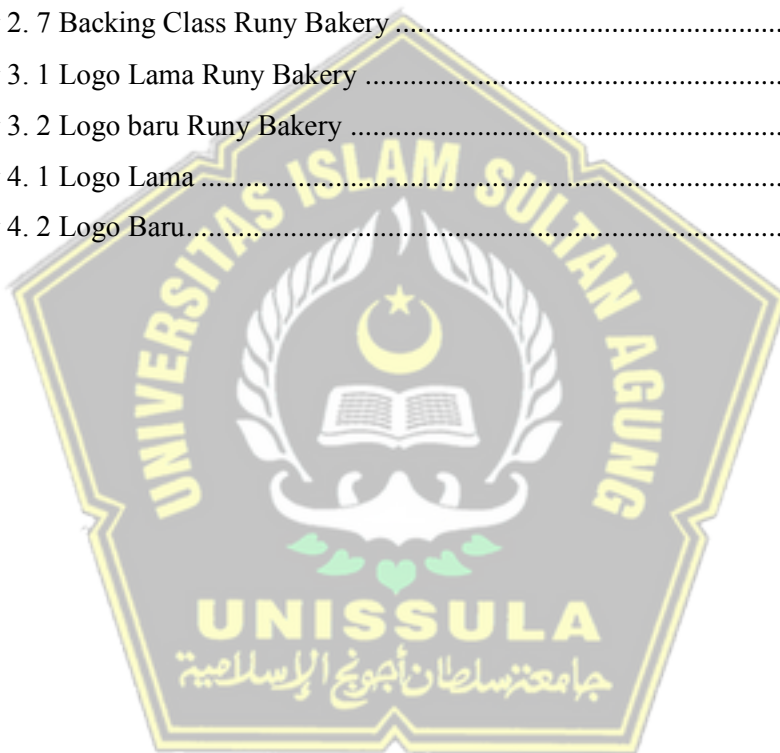 2. 7 Backing Class Runy Bakery ..........................................................
3. 1 Logo Lama Runy Bakery ..............................................................
3. 2 Logo baru Runy Bakery ................................................................
4. 1 Logo Lama ......................................................................................
4. 2 Logo Baru........................................................................................
UNIVERSITAS ISLAM SULTAN AGUNG
UNISSULA
جامعة سلطان أجونج الإسلامية